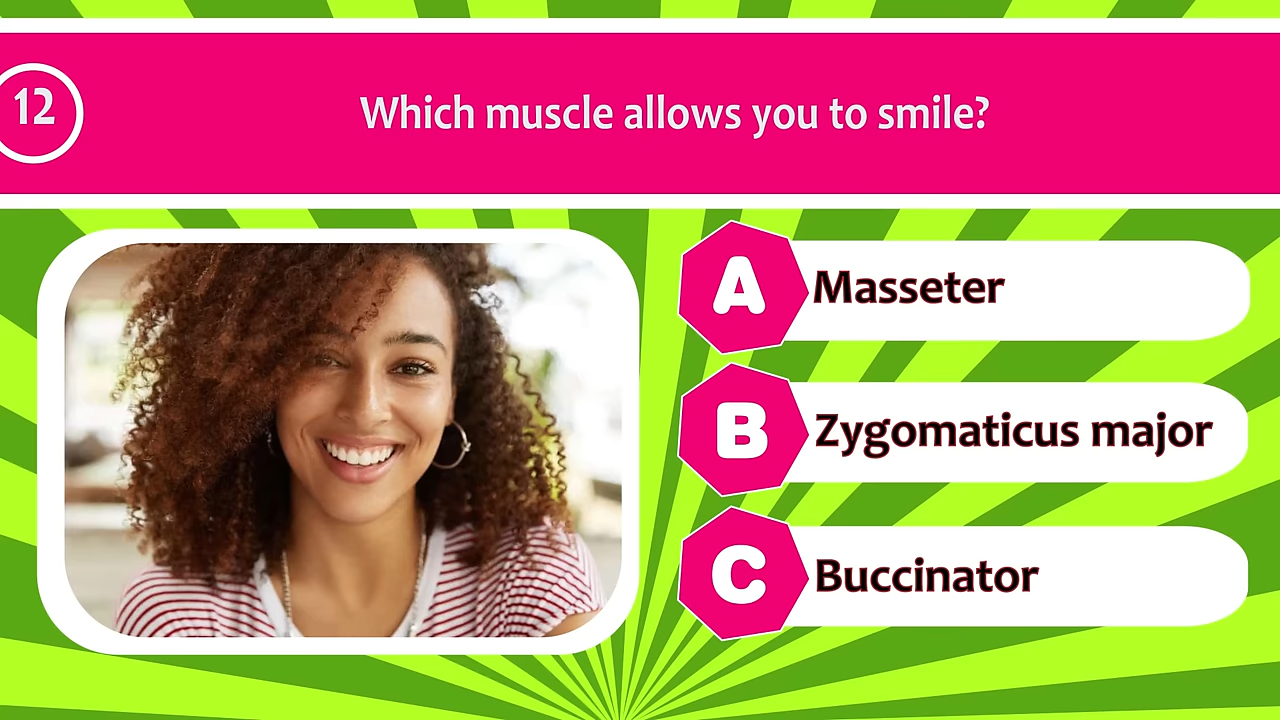 12
Which muscle allows you to smile?
A Masseter
B Zygomaticus major
C Buccinator